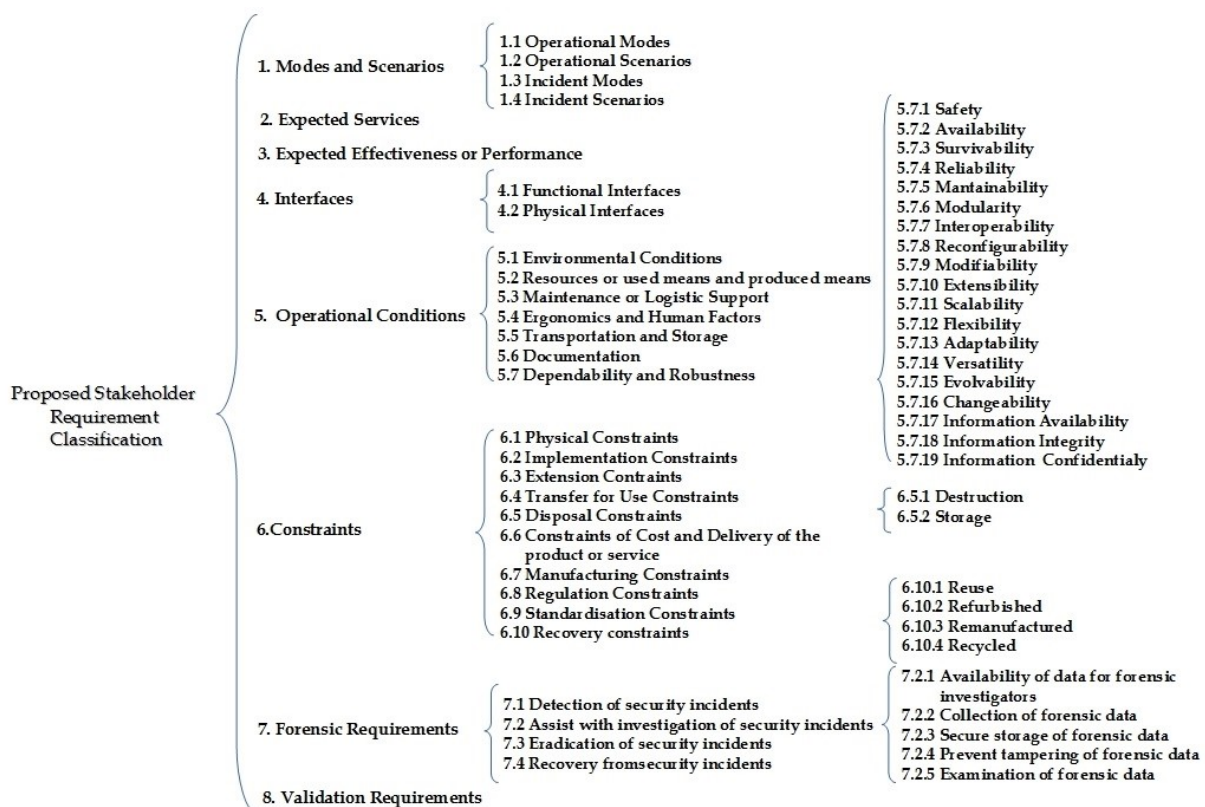 Proposed Stakeholder
Requirement
Classification
1. Modes and Scenarios
1.1 Operational Modes
1.2 Operational Scenarios
1.3 Incident Modes
1.4 Incident Scenarios
2. Expected Services
3. Expected Effectiveness or Performance
4. Interfaces
4.1 Functional Interfaces
4.2 Physical Interfaces
5. Operational Conditions
5.1 Environmental Conditions
5.2 Resources or used means and produced means
5.3 Maintenance or Logistic Support
5.4 Ergonomics and Human Factors
5.5 Transportation and Storage
5.6 Documentation
5.7 Dependability and Robustness
5.7.1 Safety
5.7.2 Availability
5.7.3 Survivability
5.7.4 Reliability
5.7.5 Mantainability
5.7.6 Modularity
5.7.7 Interoperability
5.7.8 Reconfigurability
5.7.9 Modifiability
5.7.10 Extensibility
5.7.11 Scalability
5.7.12 Flexibility
5.7.13 Adaptability
5.7.14 Versatility
5.7.15 Evolvability
5.7.16 Changeability
5.7.17 Information Availability
5.7.18 Information Integrity
5.7.19 Information Confidentialy
6.Constraints
6.1 Physical Constraints
6.2 Implementation Constraints
6.3 Extension Contraints
6.4 Transfer for Use Constraints
6.5 Disposal Constraints
6.6 Constraints of Cost and Delivery of the
product or service
6.7 Manufacturing Constraints
6.8 Regulation Constraints
6.9 Standardisation Constraints
6.10 Recovery constraints
6.5.1 Destruction
6.5.2 Storage
6.10.1 Reuse
6.10.2 Refurbished
6.10.3 Remanufactured
6.10.4 Recycled
7. Forensic Requirements
7.1 Detection of security incidents
7.2 Assist with investigation of security incidents
7.3 Eradication of security incidents
7.4 Recovery fromsecurity incidents
7.2.1 Availability of data for forensic
investigators
7.2.2 Collection of forensic data
7.2.3 Secure storage of forensic data
7.2.4 Prevent tampering of forensic data
7.2.5 Examination of forensic data
8. Validation Requirements